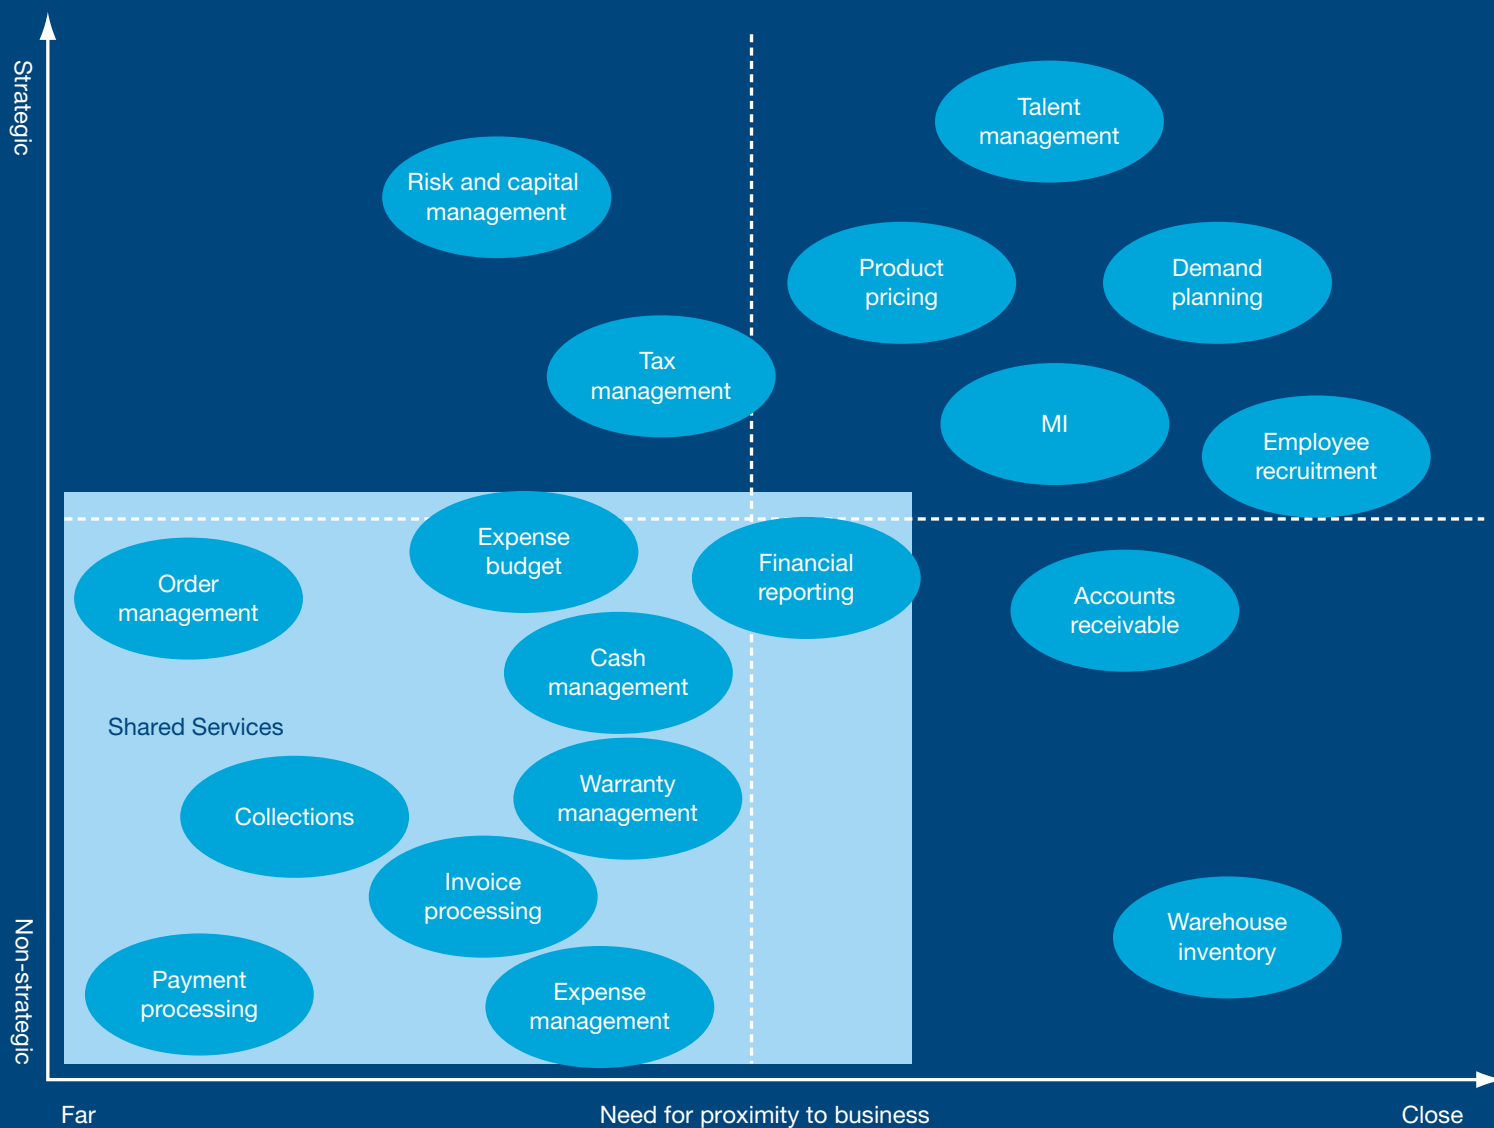 Strategic
Talent
management
Risk and capital
management
Product
pricing
Demand
planning
Tax
management
MI
Employee
recruitment
Expense
budget
Financial
reporting
Order
management
Accounts
receivable
Cash
management
Shared Services
Warranty
management
Collections
Invoice
processing
Warehouse
inventory
Payment
processing
Expense
management
Non-strategic
Far
Need for proximity to business
Close